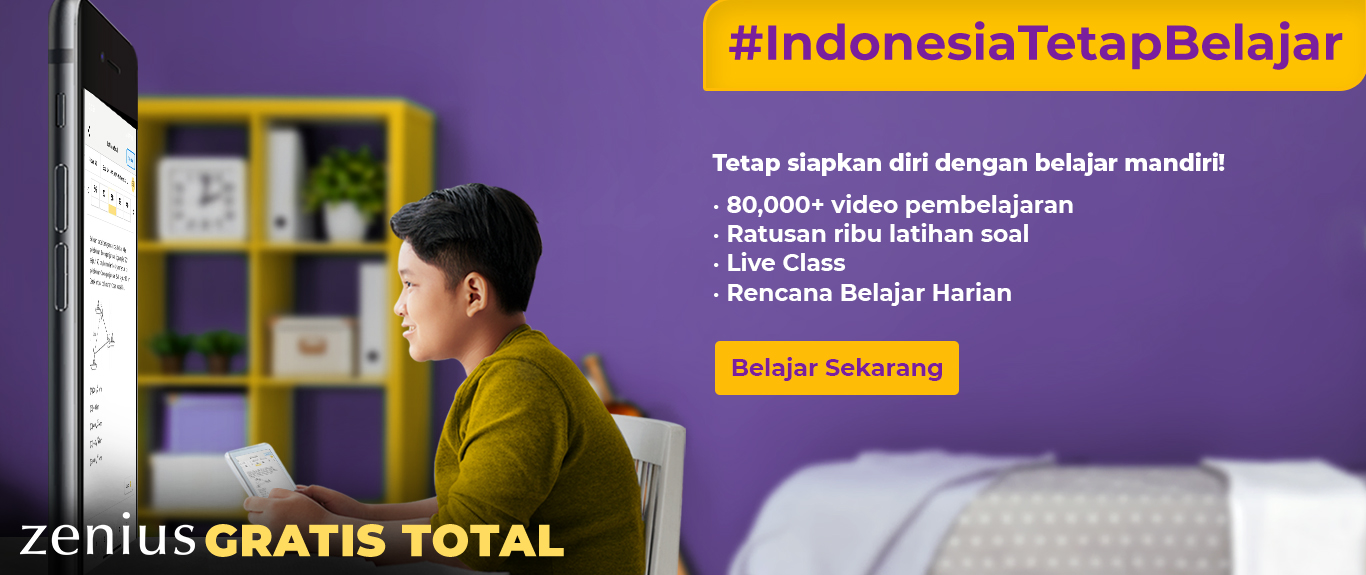 #IndonesiaTetapBelajar
Tetap siapkan diri dengan belajar mandiri!
· 80,000+ video pembelajaran
· Ratusan ribu latihan soal
· Live Class
· Rencana Belajar Harian
Belajar Sekarang
zenius GRATIS TOTAL